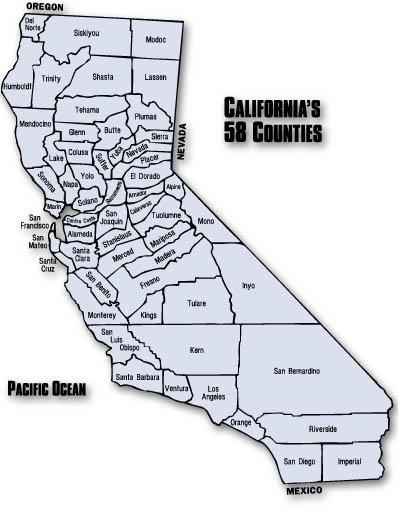 OREGON
Del
Norte
Siskiyou
Modoc
Humboldt
Trinity
Shasta
Lassen
CALIFORNIA'S
58 COUNTIES
Tehama
Plumas
Mendocino
Glenn
Butte
Sierra
NEVADA
Colusa
Sutter
Yuba
Nevada
Placer
Lake
Yolo
El Dorado
Sonoma
Napa
Sacramento
Amador
Alpine
Solano
Calaveras
Marin
Contra Costa
San
Joaquin
Tuolumne
Mono
San
Francisco
Alameda
Stanislaus
Mariposa
San
Mateo
Santa
Clara
Merced
Madera
Santa
Cruz
San Benito
Fresno
Inyo
Monterey
Kings
Tulare
San
Luis
Obispo
Kern
San Bernardino
PACIFIC OCEAN
Santa Barbara
Ventura
Los
Angeles
Orange
Riverside
San Diego
Imperial
MEXICO